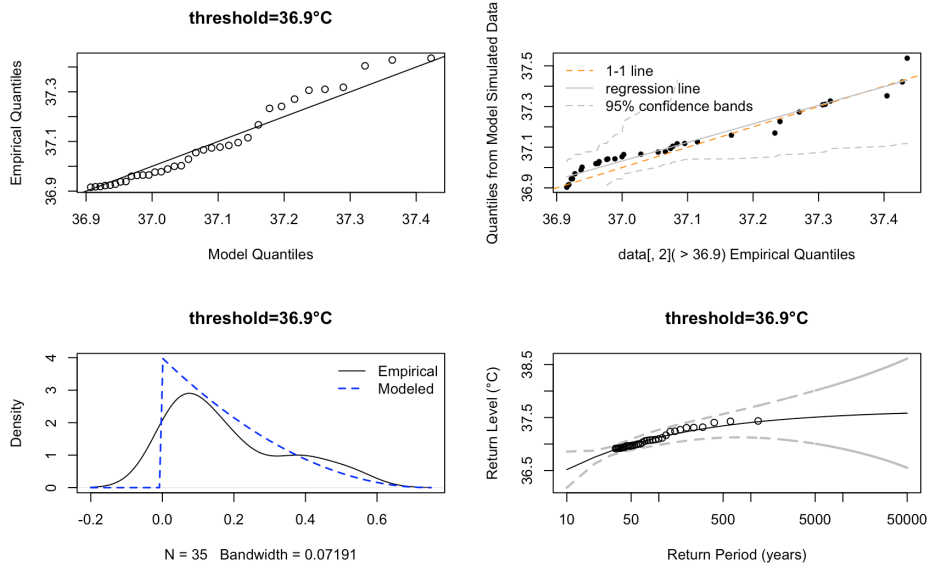 threshold=36.9°C
Empirical Quantiles
36.9 37.1 37.3
36.9 37.0 37.1 37.2 37.3 37.4
Model Quantiles
Quantiles from Model Simulated Data
36.9 37.1 37.3 37.5
1-1 line
regression line
95% confidence bands
36.9 37.0 37.1 37.2 37.3 37.4
data[, 2]( > 36.9) Empirical Quantiles
threshold=36.9°C
Density
0 1 2 3 4
Empirical
Modeled
-0.2 0.0 0.2 0.4 0.6
N = 35 Bandwidth = 0.07191
threshold=36.9°C
Return Level (°C)
36.5 37.5 38.5
10 50 500 5000 50000
Return Period (years)